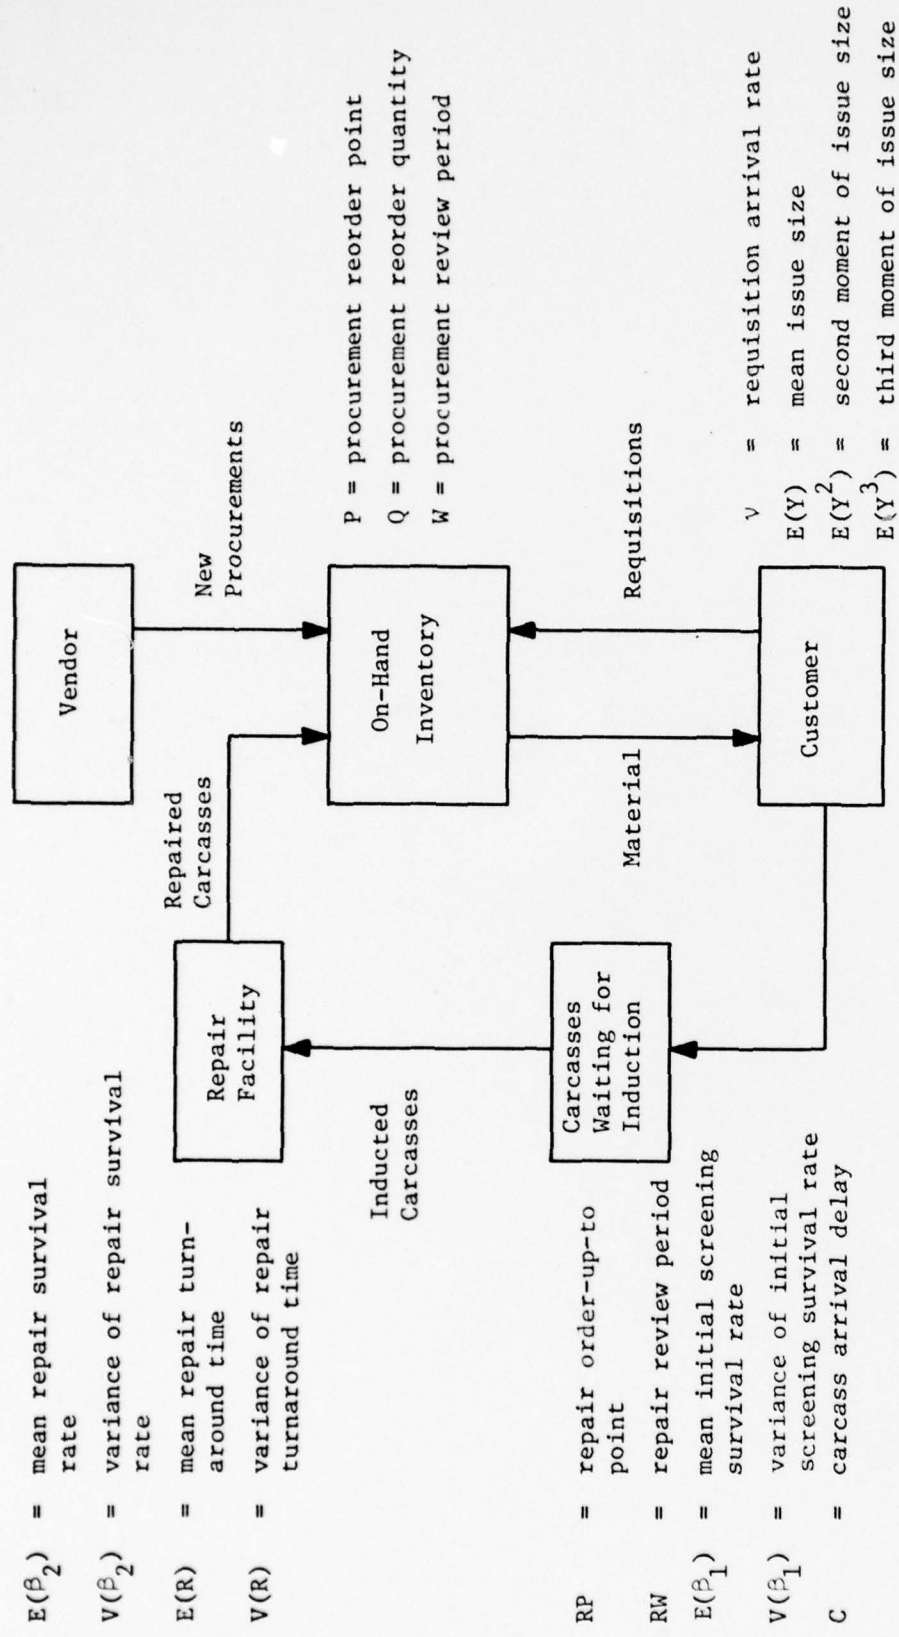 E(β₂) = mean repair survival
rate
V(β₂) = variance of repair survival
rate
E(R) = mean repair turn-
around time
V(R) = variance of repair
turnaround time
Vendor
New
Procurements
Repaired
Carcasses
Repair
Facility
On-Hand
Inventory
P = procurement reorder point
Q = procurement reorder quantity
W = procurement review period
Inducted
Carcasses
Material
Requisitions
RP = repair order-up-to
point
RW = repair review period
E(β₁) = mean initial screening
survival rate
V(β₁) = variance of initial
screening survival rate
C = carcass arrival delay
Carcasses
Waiting for
Induction
Customer
ν = requisition arrival rate
E(Y) = mean issue size
E(Y²) = second moment of issue size
E(Y³) = third moment of issue size